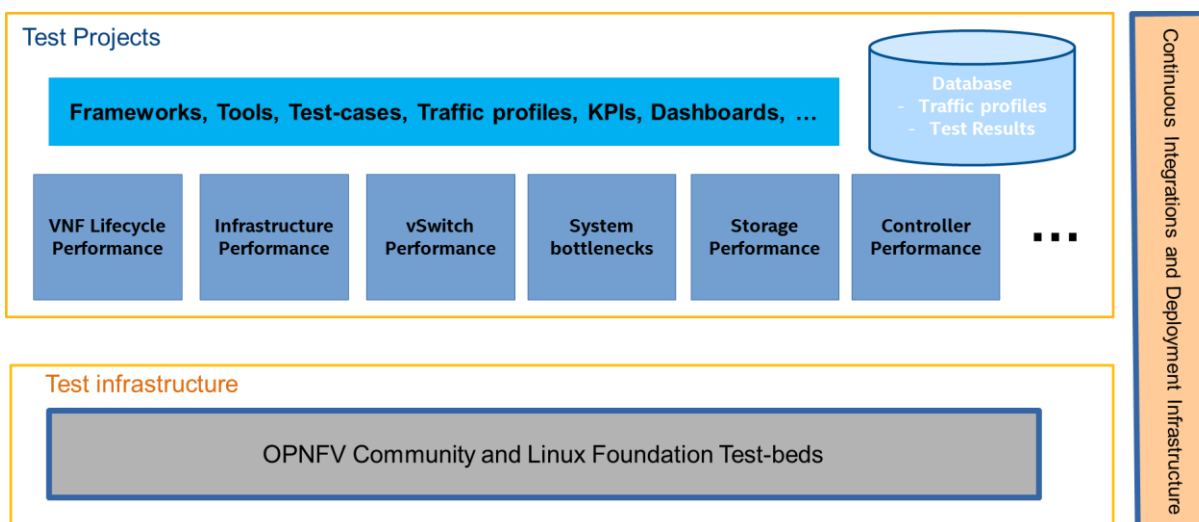 Test Projects
Frameworks, Tools, Test-cases, Traffic profiles, KPIs, Dashboards, ...
Database
- Traffic profiles
- Test Results
VNF Lifecycle
Performance
Infrastructure
Performance
vSwitch
Performance
System
bottlenecks
Storage
Performance
Controller
Performance
...
Test infrastructure
OPNFV Community and Linux Foundation Test-beds
Continuous Integrations and Deployment Infrastructure